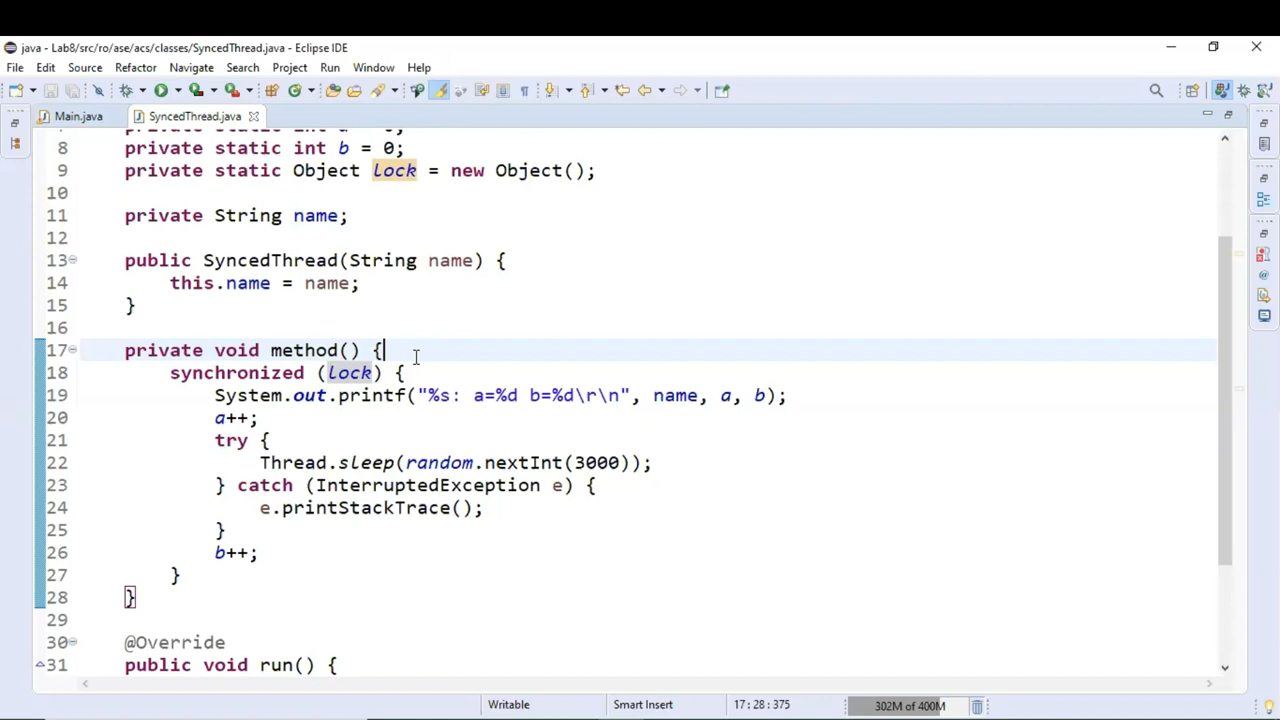 java - Lab8/src/ro/ase/acs/classes/SyncedThread.java - Eclipse IDE
File Edit Source Refactor Navigate Search Project Run Window Help
Main.java SyncedThread.java
8 private static int b = 0;
9 private static Object lock = new Object();
10
11 private String name;
12
13 public SyncedThread(String name) {
14 this.name = name;
15 }
16
17 private void method() {
18 synchronized (lock) {
19 System.out.printf("%s: a=%d b=%d\r\n", name, a, b);
20 a++;
21 try {
22 Thread.sleep(random.nextInt(3000));
23 } catch (InterruptedException e) {
24 e.printStackTrace();
25 }
26 b++;
27 }
28 }
29
30 @Override
31 public void run() {
Writable Smart Insert 17 : 28 : 375 302M of 400M